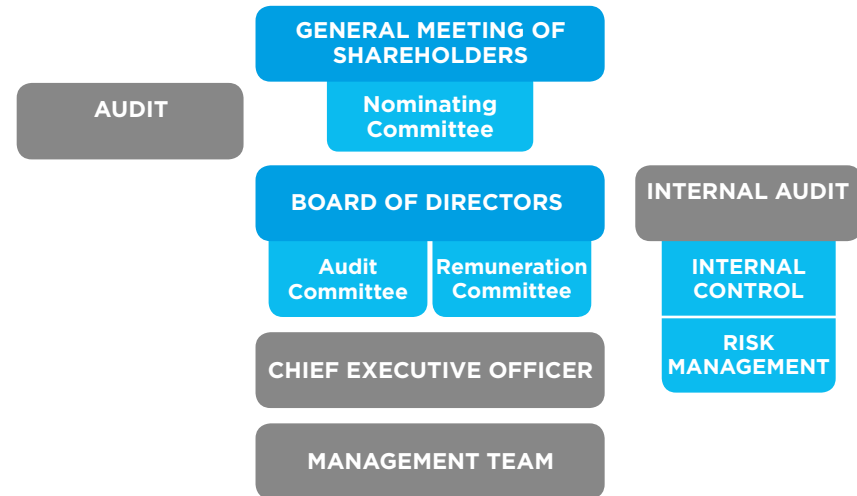 GENERAL MEETING OF
SHAREHOLDERS
Nominating
Committee
AUDIT
BOARD OF DIRECTORS
Audit
Committee
Remuneration
Committee
INTERNAL AUDIT
INTERNAL
CONTROL
RISK
MANAGEMENT
CHIEF EXECUTIVE OFFICER
MANAGEMENT TEAM